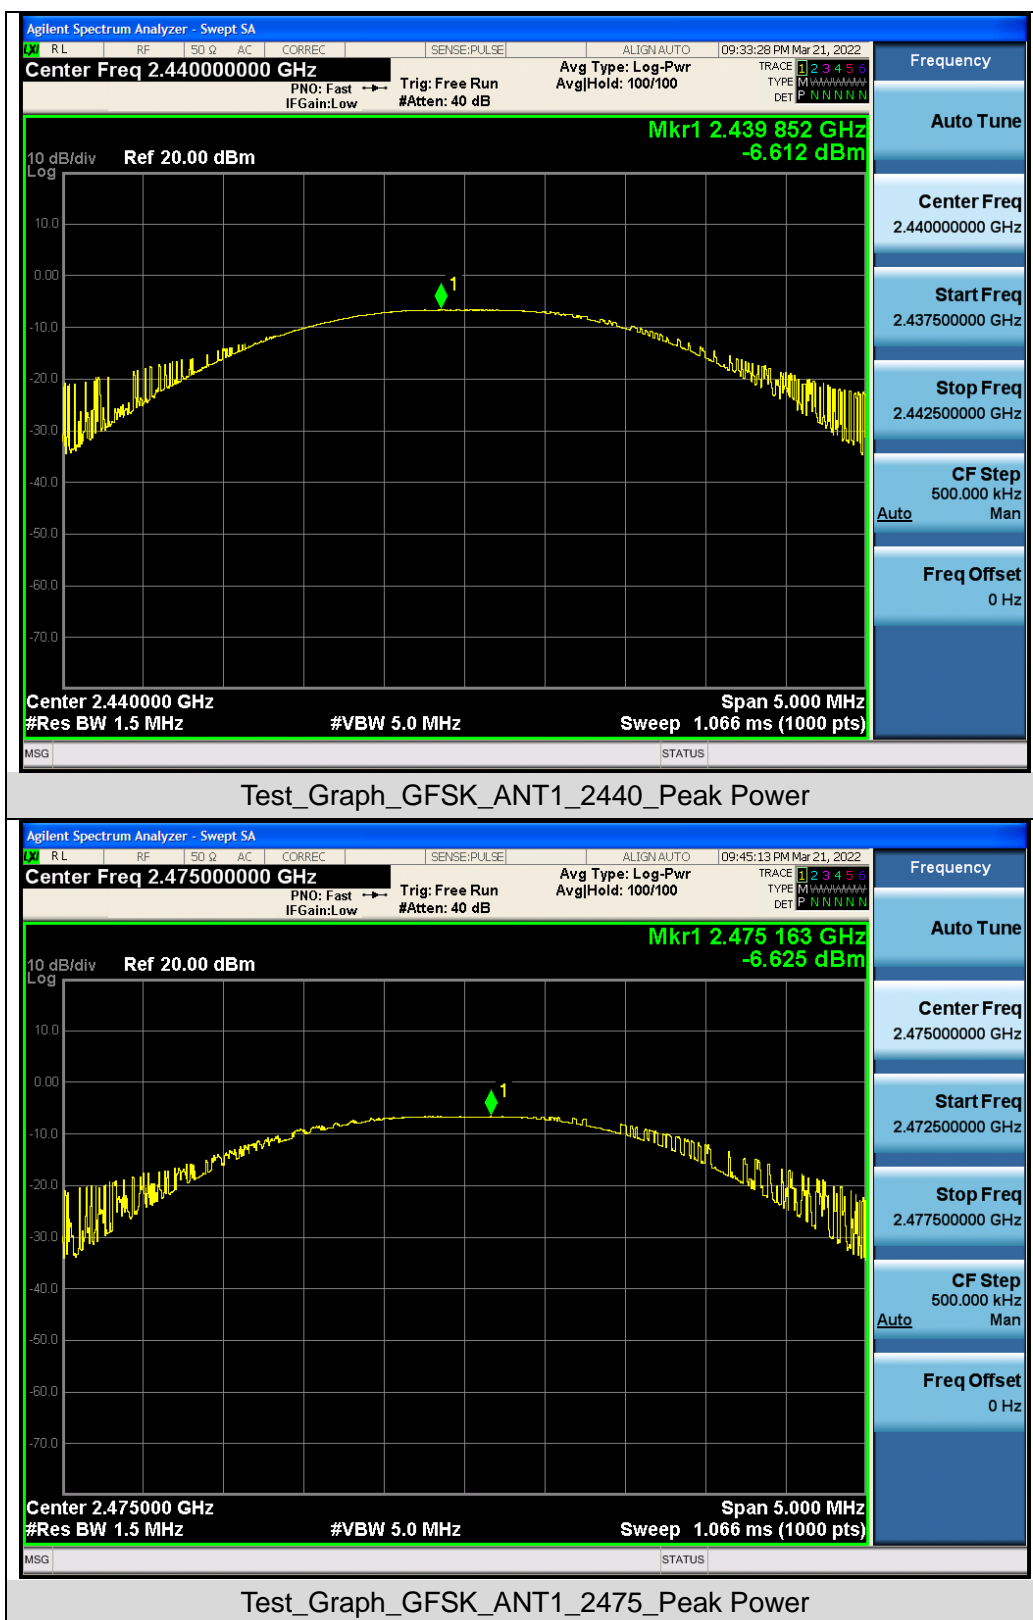 Agilent Spectrum Analyzer - Swept SA
LXI RL RF 50 Ω AC CORREC SENSE:PULSE ALIGN AUTO 09:33:28 PM Mar 21, 2022
Center Freq 2.440000000 GHz
PNO: Fast
IFGain:Low
Trig: Free Run
#Atten: 40 dB
Avg Type: Log-Pwr
Avg|Hold: 100/100
TRACE 1 2 3 4 5 6
TYPE M
DET P N N N N N
Mkr1 2.439 852 GHz
-6.612 dBm
10 dB/div Ref 20.00 dBm
Log
10.0
0.00
1
-10.0
-20.0
-30.0
-40.0
-50.0
-60.0
-70.0
Center 2.440000 GHz Span 5.000 MHz
#Res BW 1.5 MHz #VBW 5.0 MHz Sweep 1.066 ms (1000 pts)
MSG STATUS
Frequency
Auto Tune
Center Freq
2.440000000 GHz
Start Freq
2.437500000 GHz
Stop Freq
2.442500000 GHz
CF Step
500.000 kHz
Auto Man
Freq Offset
0 Hz
Test_Graph_GFSK_ANT1_2440_Peak Power
Agilent Spectrum Analyzer - Swept SA
LXI RL RF 50 Ω AC CORREC SENSE:PULSE ALIGN AUTO 09:45:13 PM Mar 21, 2022
Center Freq 2.475000000 GHz
PNO: Fast
IFGain:Low
Trig: Free Run
#Atten: 40 dB
Avg Type: Log-Pwr
Avg|Hold: 100/100
TRACE 1 2 3 4 5 6
TYPE M
DET P N N N N N
Mkr1 2.475 163 GHz
-6.625 dBm
10 dB/div Ref 20.00 dBm
Log
10.0
0.00
1
-10.0
-20.0
-30.0
-40.0
-50.0
-60.0
-70.0
Center 2.475000 GHz Span 5.000 MHz
#Res BW 1.5 MHz #VBW 5.0 MHz Sweep 1.066 ms (1000 pts)
MSG STATUS
Frequency
Auto Tune
Center Freq
2.475000000 GHz
Start Freq
2.472500000 GHz
Stop Freq
2.477500000 GHz
CF Step
500.000 kHz
Auto Man
Freq Offset
0 Hz
Test_Graph_GFSK_ANT1_2475_Peak Power